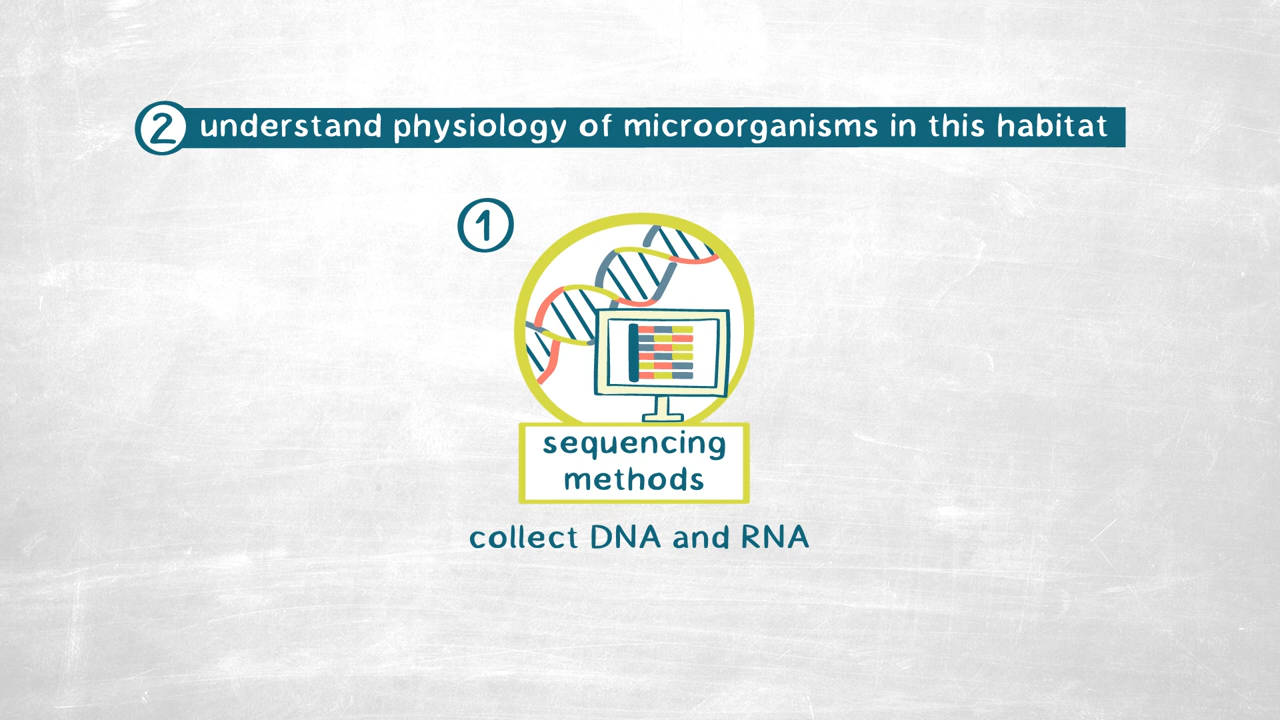 2 understand physiology of microorganisms in this habitat
1
sequencing
methods
collect DNA and RNA